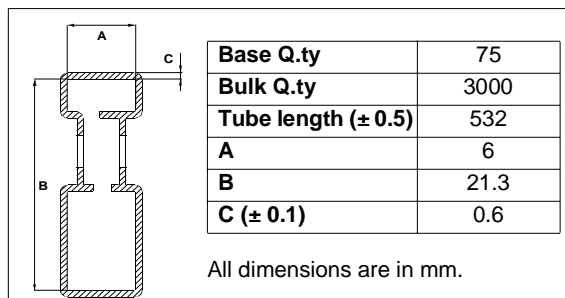 A
C
B
Base Q.ty 75
Bulk Q.ty 3000
Tube length (± 0.5) 532
A 6
B 21.3
C (± 0.1) 0.6
All dimensions are in mm.